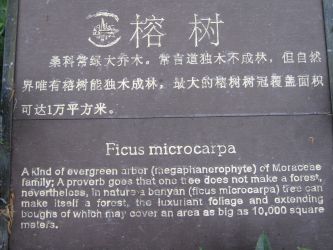 榕树
桑科常绿大乔木。常言道独木不成林，但自然
界唯有榕树能独木成林，最大的榕树树冠覆盖面积
可达1万平方米。
Ficus microcarpa
A kind of evergreen arbor (megaphanerophyte) of Moraceae
family; A proverb goes that one tree does not make a forest,
nevertheless, in nature a banyan (ficus microcarpa) tree can
make itself a forest, the luxuriant foliage and extending
boughs of which may cover an area as big as 10,000 square
meters.